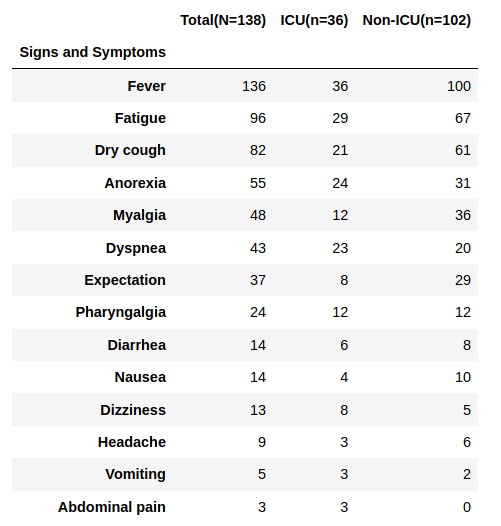 Total(N=138) ICU(n=36) Non-ICU(n=102)
Signs and Symptoms
Fever 136 36 100
Fatigue 96 29 67
Dry cough 82 21 61
Anorexia 55 24 31
Myalgia 48 12 36
Dyspnea 43 23 20
Expectation 37 8 29
Pharyngalgia 24 12 12
Diarrhea 14 6 8
Nausea 14 4 10
Dizziness 13 8 5
Headache 9 3 6
Vomiting 5 3 2
Abdominal pain 3 3 0